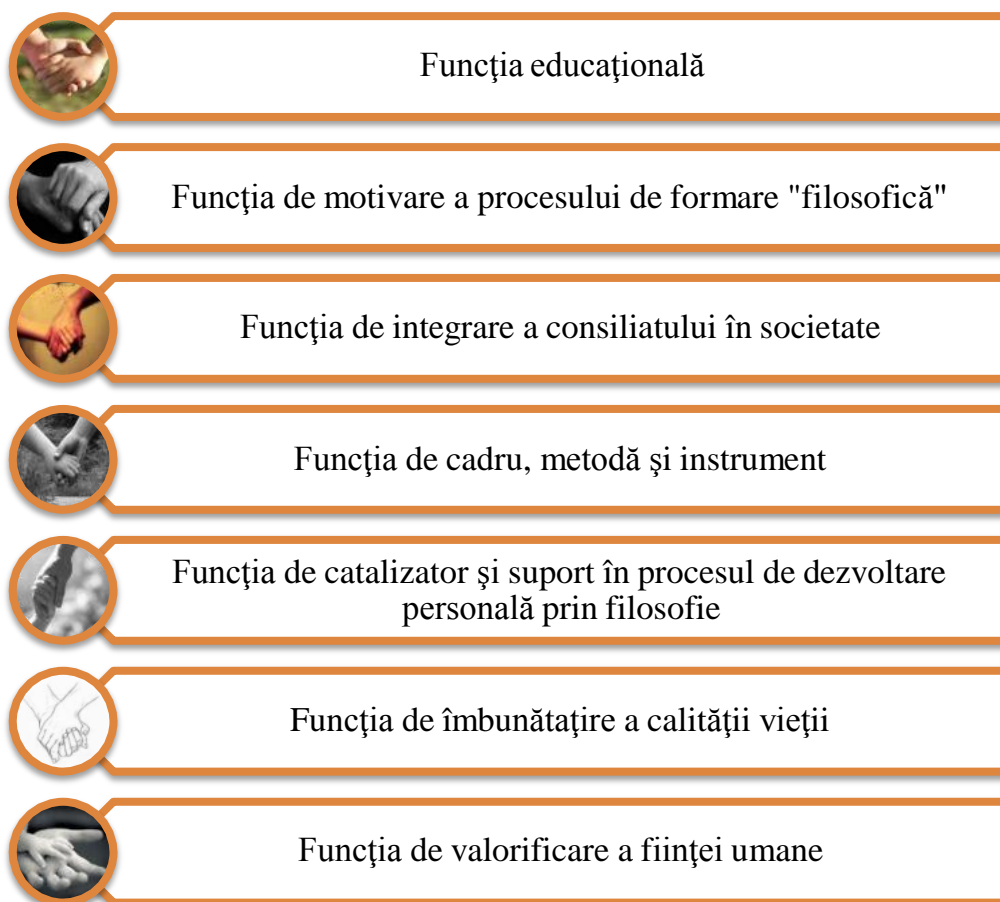 Funcţia educaţională
Funcţia de motivare a procesului de formare "filosofică"
Funcţia de integrare a consiliatului în societate
Funcţia de cadru, metodă şi instrument
Funcţia de catalizator şi suport în procesul de dezvoltare
personală prin filosofie
Funcţia de îmbunătaţire a calităţii vieţii
Funcţia de valorificare a fiinţei umane